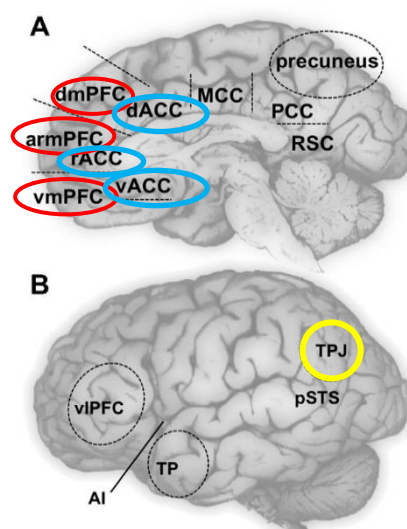 A
precuneus
dmPFC
MCC
dACC
PCC
armPFC
RSC
rACC
vACC
vmPFC
B
TPJ
pSTS
vlPFC
TP
AI